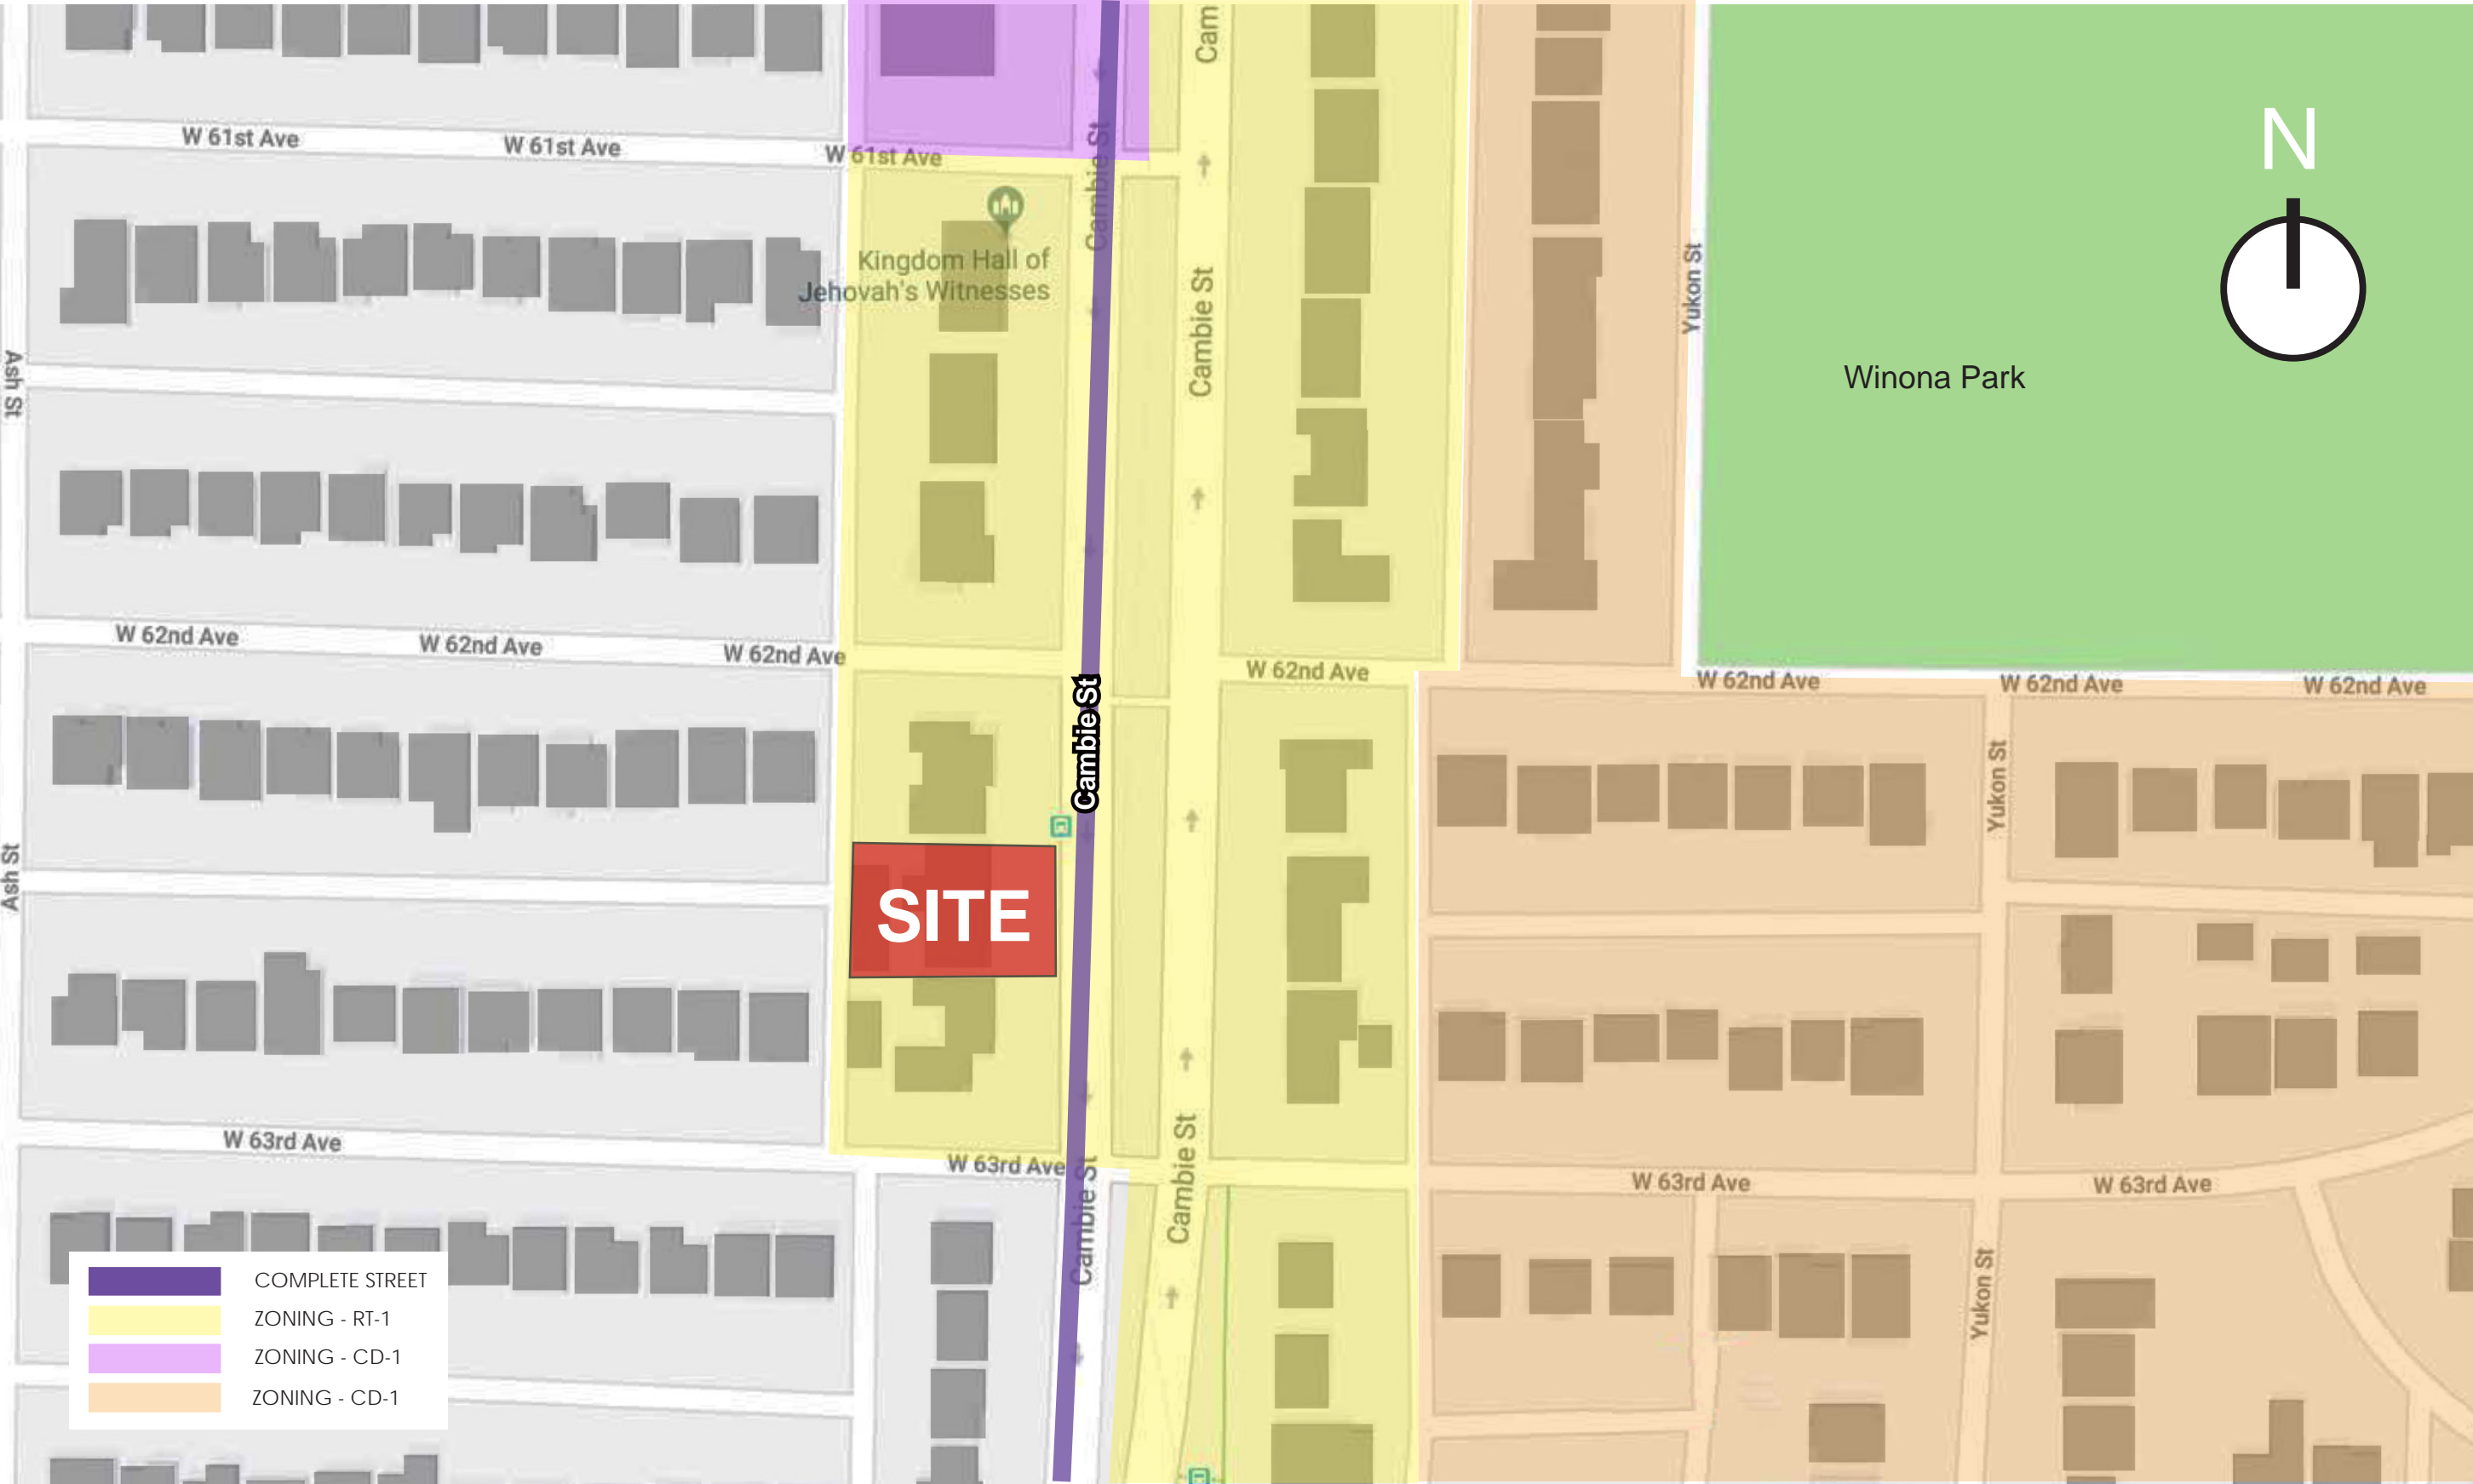 Cam
W 61st Ave
W 61st Ave
W 61st Ave
N
Cambie St
Kingdom Hall of
Jehovah's Witnesses
Cambie St
Yukon St
Ash St
Winona Park
W 62nd Ave
W 62nd Ave
W 62nd Ave
W 62nd Ave
W 62nd Ave
W 62nd Ave
W 62nd Ave
Cambie St
Yukon St
Ash St
SITE
W 63rd Ave
W 63rd Ave
Cambie St
Cambie St
W 63rd Ave
W 63rd Ave
Yukon St
COMPLETE STREET
ZONING - RT-1
ZONING - CD-1
ZONING - CD-1